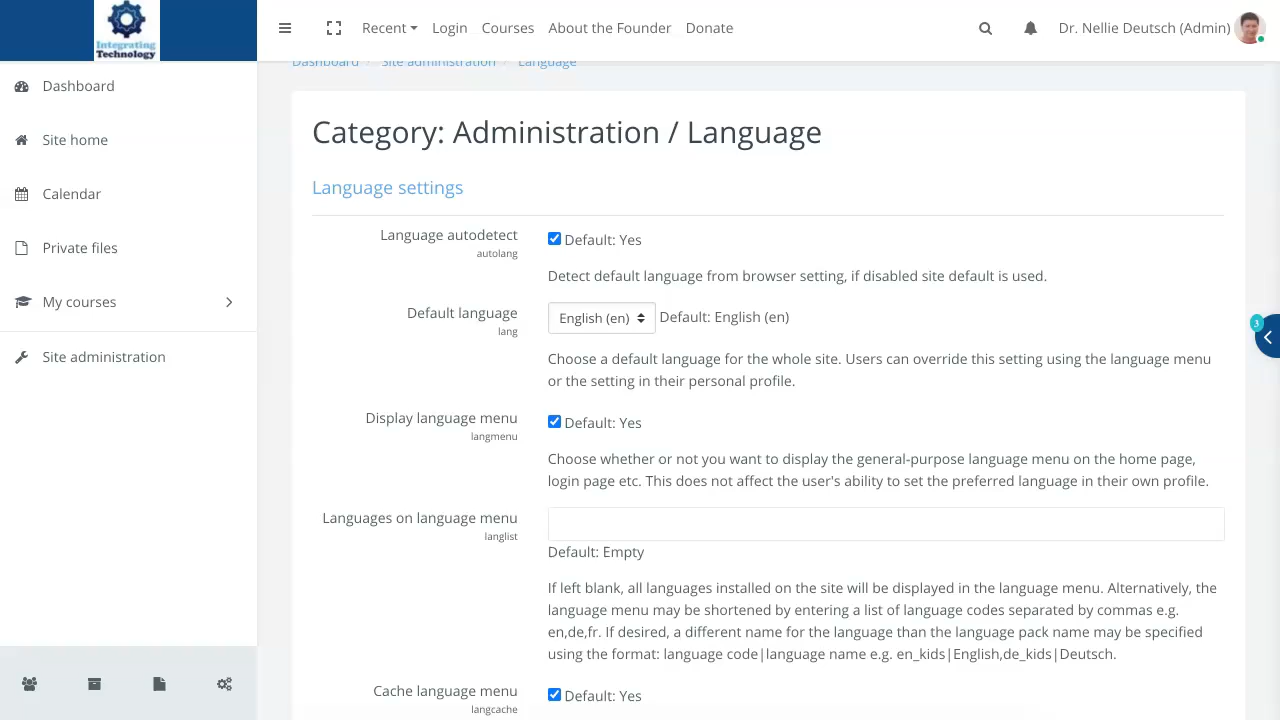 Integrating
Technology
Recent
Login
Courses
About the Founder
Donate
Dr. Nellie Deutsch (Admin)
Dashboard
Site home
Calendar
Private files
My courses
Site administration
Dashboard / Site administration / Language
Category: Administration / Language
Language settings
Language autodetect
autolang
Default: Yes
Detect default language from browser setting, if disabled site default is used.
Default language
lang
English (en)
Default: English (en)
Choose a default language for the whole site. Users can override this setting using the language menu
or the setting in their personal profile.
Display language menu
langmenu
Default: Yes
Choose whether or not you want to display the general-purpose language menu on the home page,
login page etc. This does not affect the user's ability to set the preferred language in their own profile.
Languages on language menu
langlist
Default: Empty
If left blank, all languages installed on the site will be displayed in the language menu. Alternatively, the
language menu may be shortened by entering a list of language codes separated by commas e.g.
en,de,fr. If desired, a different name for the language than the language pack name may be specified
using the format: language code|language name e.g. en_kids|English,de_kids|Deutsch.
Cache language menu
langcache
Default: Yes
3